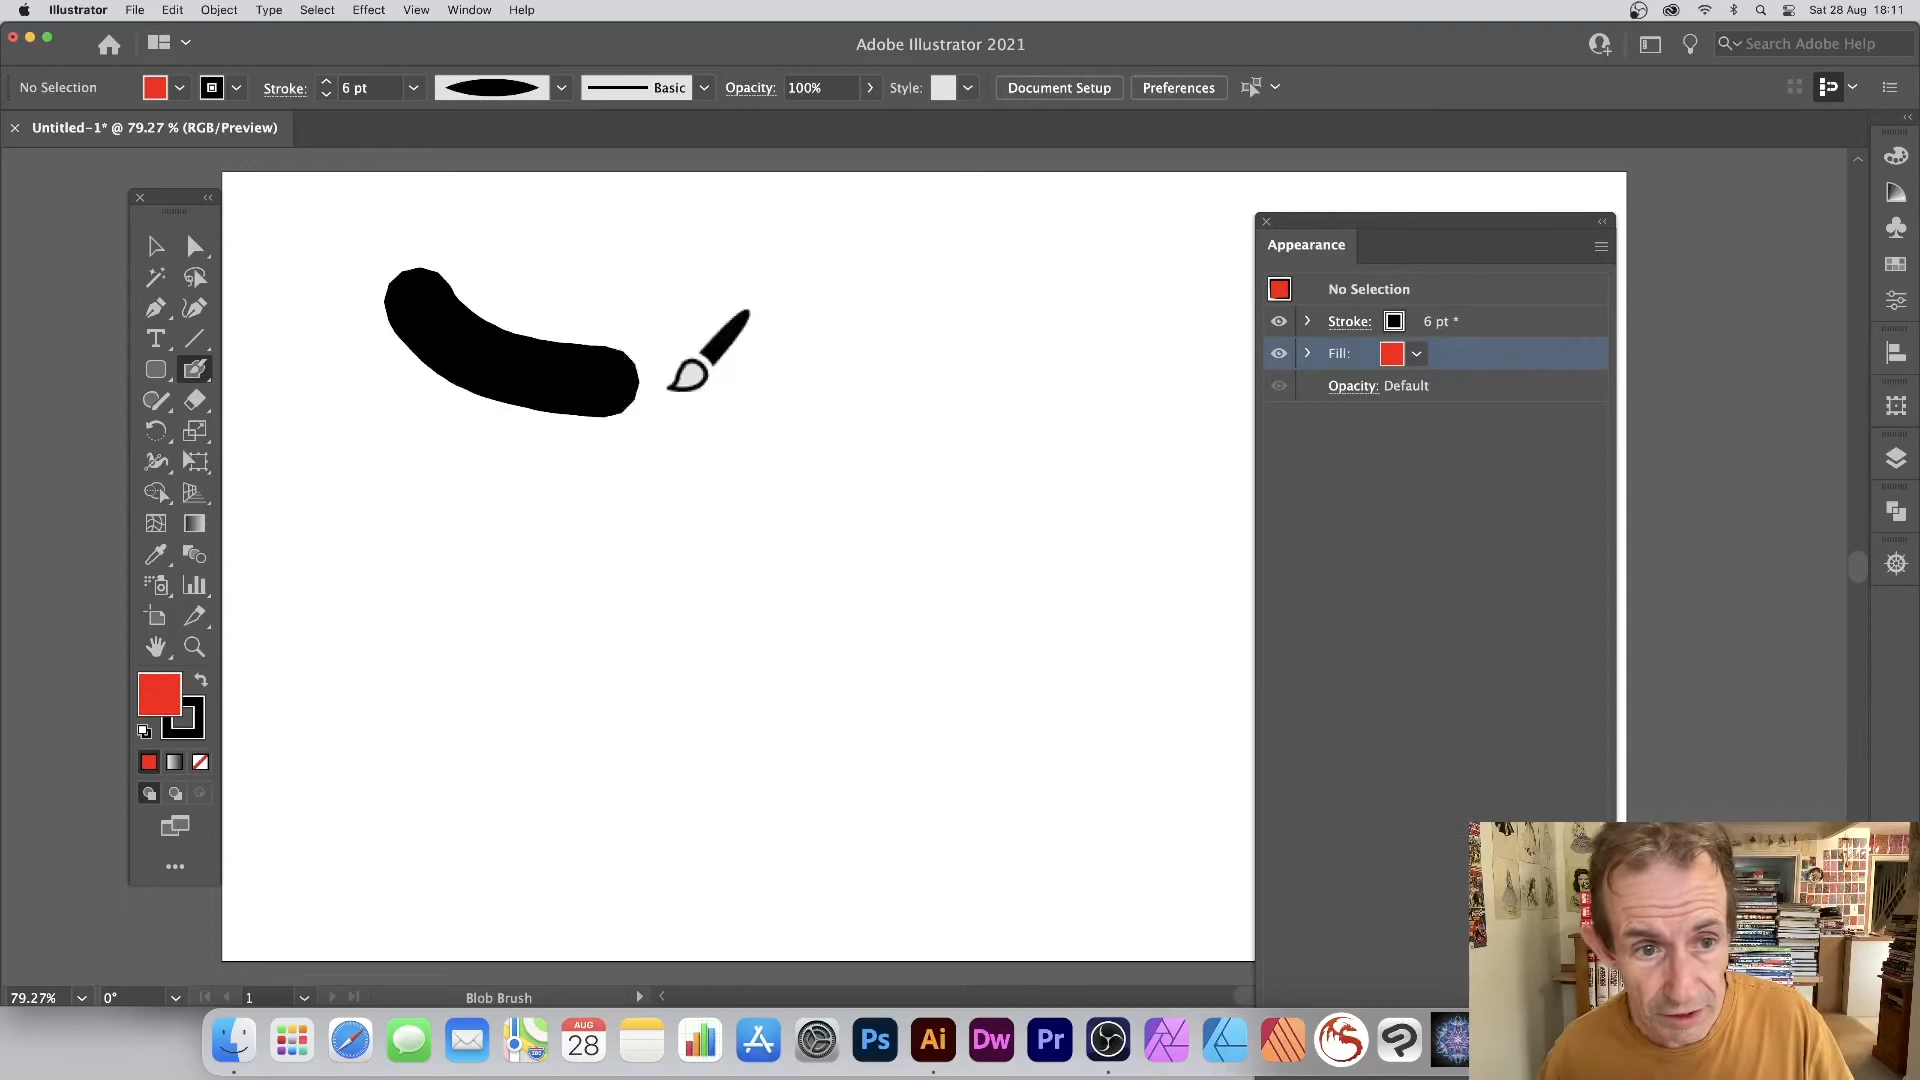 Illustrator File Edit Object Type Select Effect View Window Help
Sat 28 Aug 18:11
Adobe Illustrator 2021
Search Adobe Help
No Selection
Stroke:
6 pt
Basic
Opacity:
100%
Style:
Document Setup
Preferences
Untitled-1* @ 79.27 % (RGB/Preview)
Appearance
No Selection
Stroke:
6 pt *
Fill:
Opacity: Default
79.27%
0°
1
Blob Brush
AUG
28
280
Ps
Ai
Dw
Pr